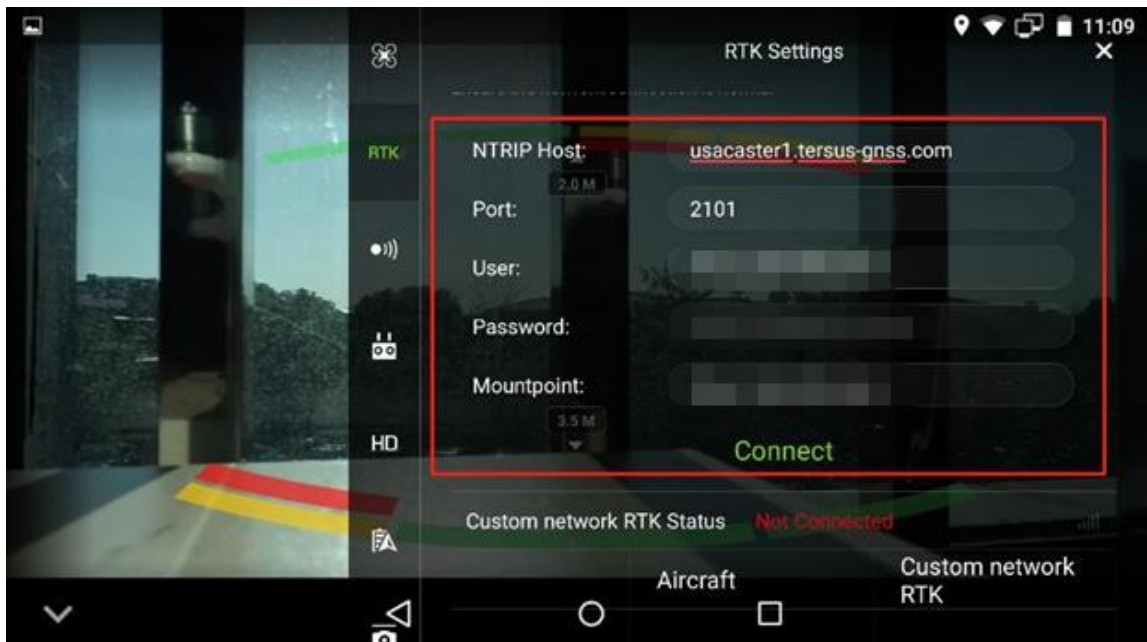 11:09
RTK Settings
RTK
NTRIP Host: usacaster1.tersus-gnss.com
2.0 M
Port: 2101
User:
Password:
Mountpoint:
3.5 M
HD
Connect
Custom network RTK Status Not Connected
Aircraft
Custom network
RTK